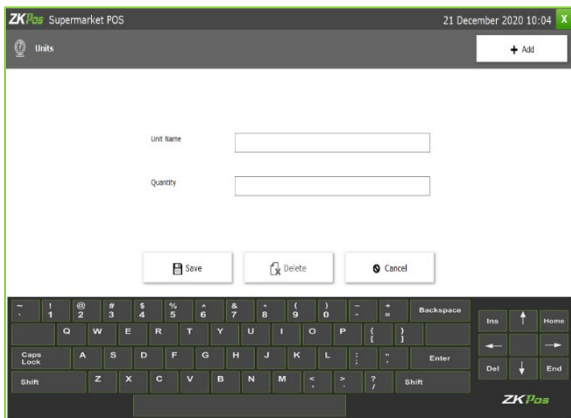 ZKPos Supermarket POS 21 December 2020 10:04 X
Units + Add
Unit Name
Quantity
Save Delete Cancel
~ ! @ # $ % ^ & * ( ) _ + Backspace
` 1 2 3 4 5 6 7 8 9 0 - =
Q W E R T Y U I O P { }
[ ]
Caps Lock A S D F G H J K L : " Enter
; '
Shift Z X C V B N M < > ? Shift
, . /
Ins Home
Del End
ZKPos